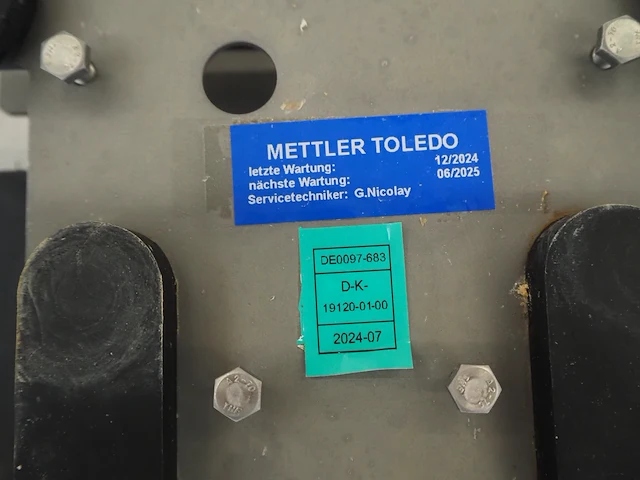 METTLER TOLEDO
letzte Wartung: 12/2024
nächste Wartung: 06/2025
Servicetechniker: G.Nicolay
DE0097-683
D-K-
19120-01-00
2024-07